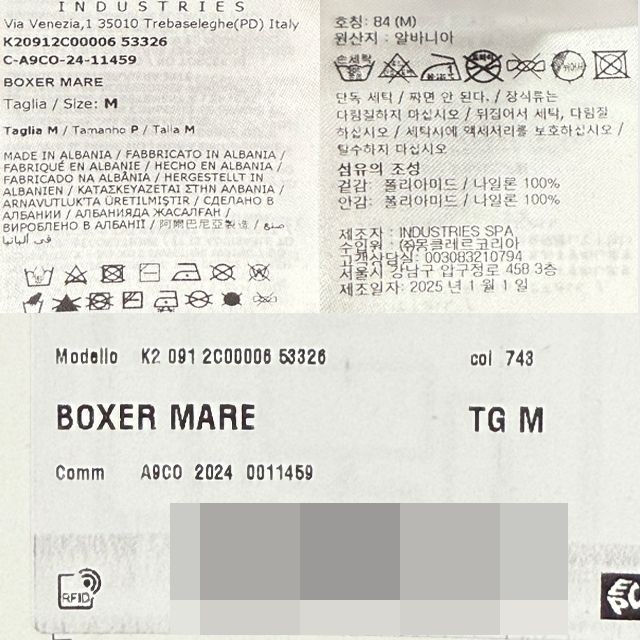 INDUSTRIES
Via Venezia,1 35010 Trebaseleghe(PD) Italy
K20912C00006 53326
C-A9CO-24-11459
BOXER MARE
Taglia / Size: M
Taglia M / Tamanho P / Talla M
MADE IN ALBANIA / FABBRICATO IN ALBANIA /
FABRIQUÉ EN ALBANIE / HECHO EN ALBANIA /
FABRICADO NA ALBÂNIA / HERGESTELLT IN
ALBANIEN / ΚΑΤΑΣΚΕΥΑΖΕΤΑΙ ΣΤΗΝ ΑΛΒΑΝΙΑ /
ARNAVUTLUK'TA ÜRETILMIŞTIR / СДЕЛАНО В
АЛБАНИИ / АЛБАНИЯДА ЖАСАЛҒАН /
ВИРОБЛЕНО В АЛБАНІЇ / 阿爾巴尼亞製造 / صنع
في ألبانيا
호칭: 84 (M)
원산지 : 알바니아
손세탁
단독 세탁 / 짜면 안 된다. / 장식류는
다림질하지 마십시오 / 뒤집어서 세탁, 다림질
하십시오 / 세탁시에 액세서리를 보호하십시오 /
탈수하지 마십시오
섬유의 조성
겉감: 폴리아미드 / 나일론 100%
안감: 폴리아미드 / 나일론 100%
제조자 : INDUSTRIES SPA
수입원 : ㈜몽클레르코리아
고객상담실: 003083210794
서울시 강남구 압구정로 458 3층
제조일자: 2025 년 1 월 1 일
Modello K2 091 2C00006 53326 col 743
BOXER MARE TG M
Comm A9CO 2024 0011459
RFID